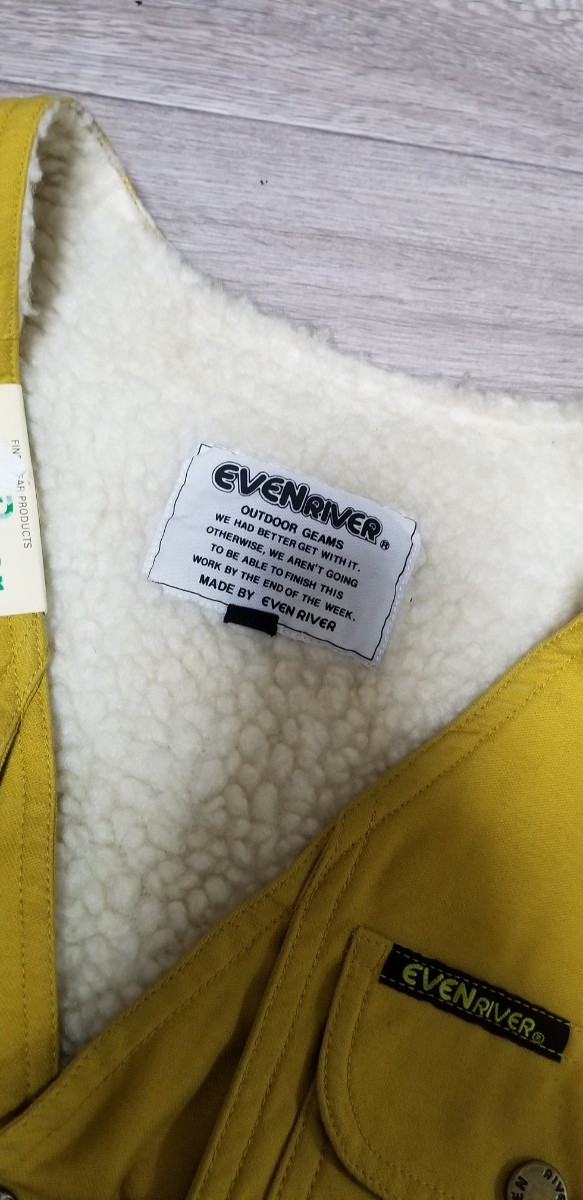 EVENRIVER®
OUTDOOR GEAMS
WE HAD BETTER GET WITH IT.
OTHERWISE, WE AREN'T GOING
TO BE ABLE TO FINISH THIS
WORK BY THE END OF THE WEEK.
MADE BY EVEN RIVER
PRODUCTS
EVENRIVER®